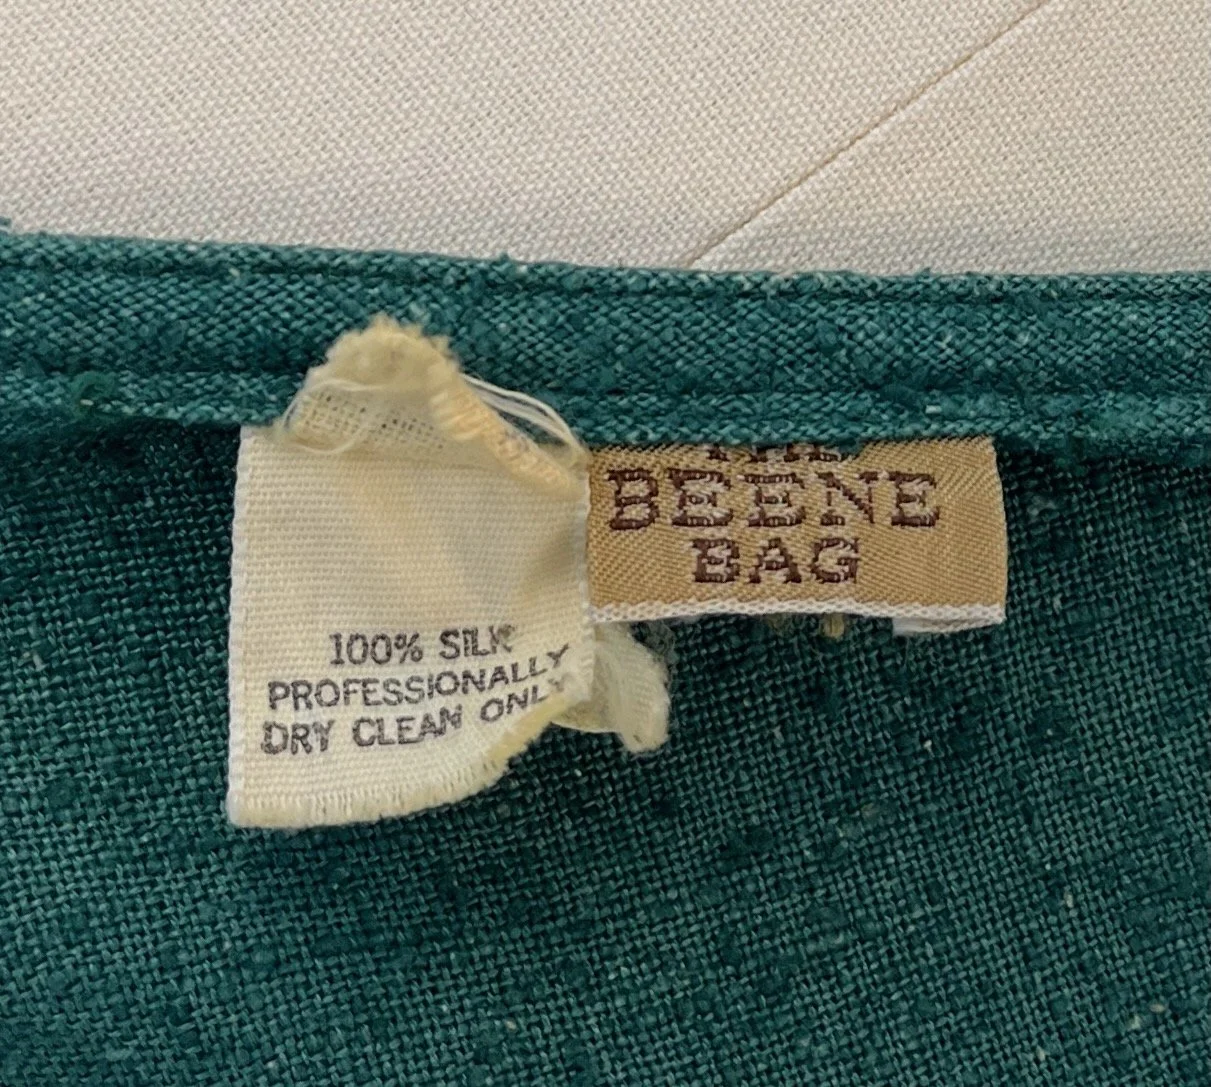 100% SILK
PROFESSIONALLY
DRY CLEAN ONLY
BEENE
BAG